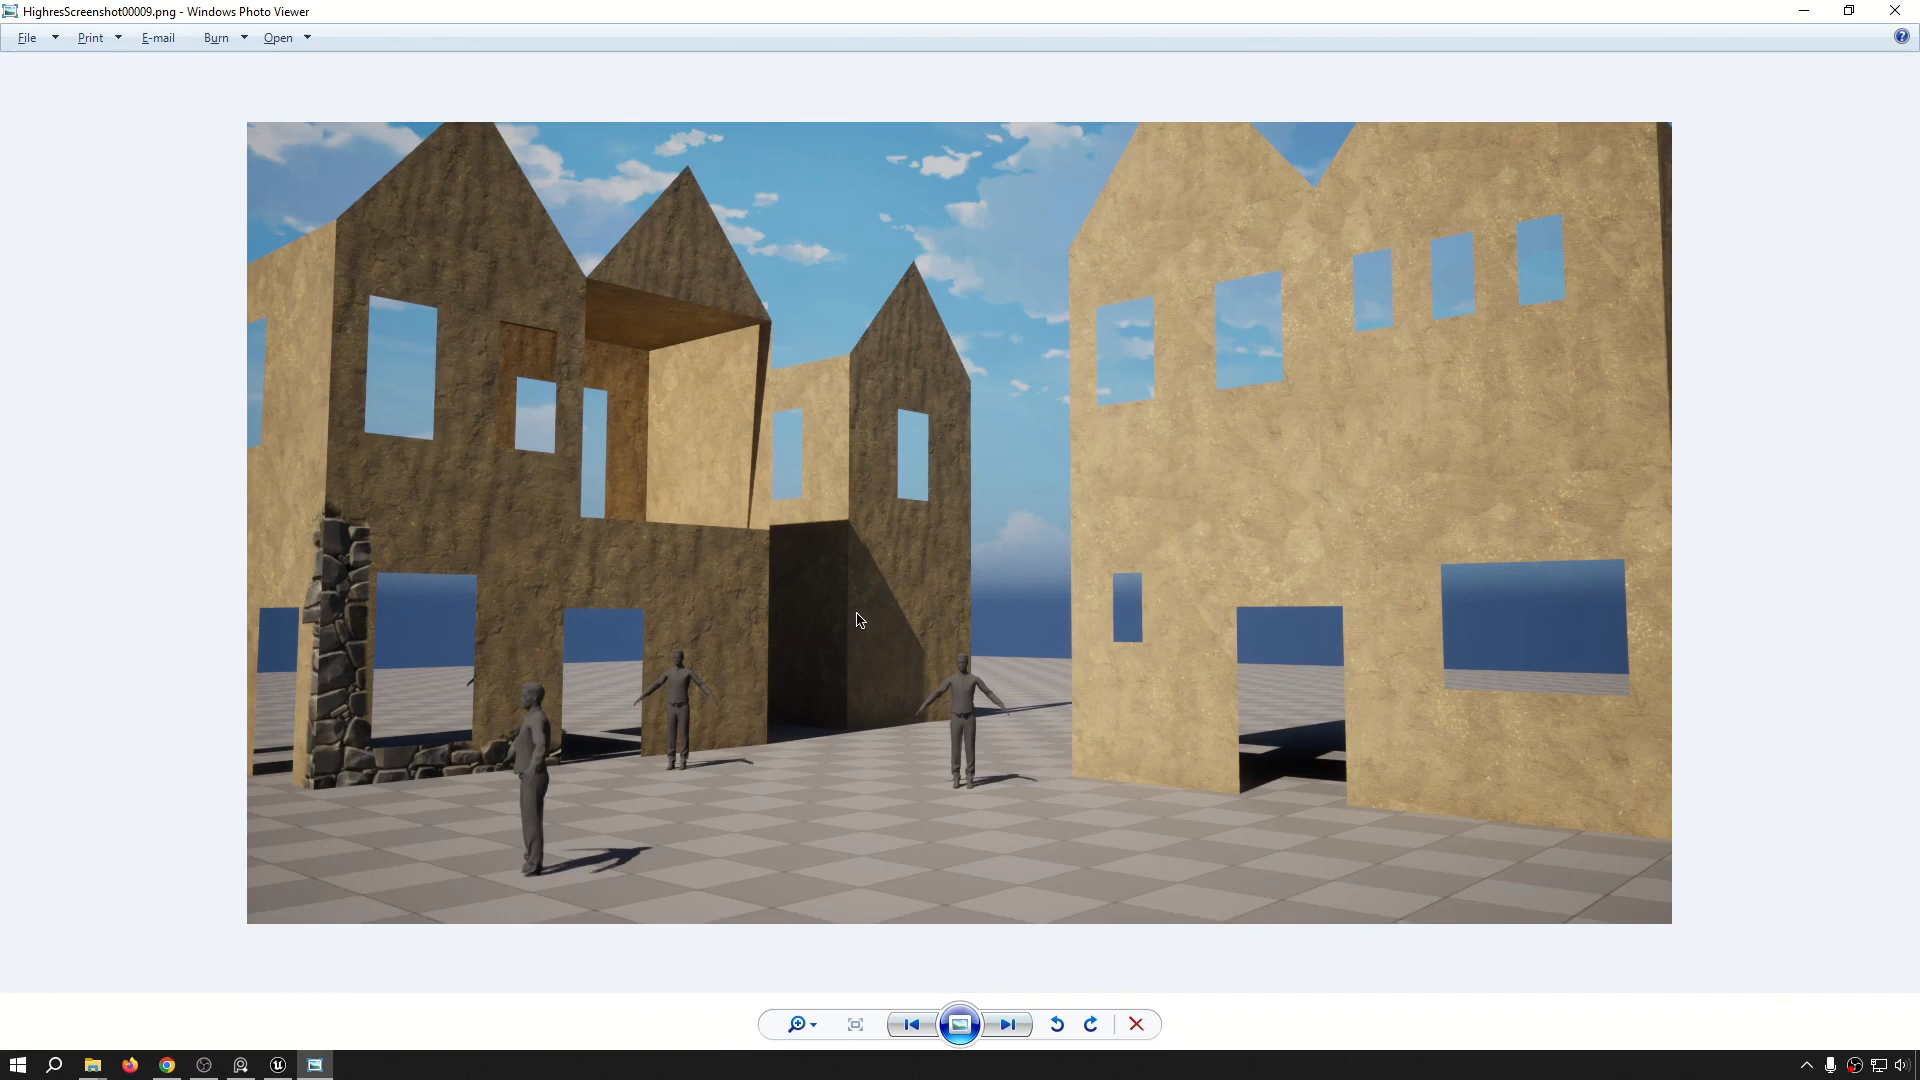 HighresScreenshot00009.png - Windows Photo Viewer
File Print E-mail Burn Open